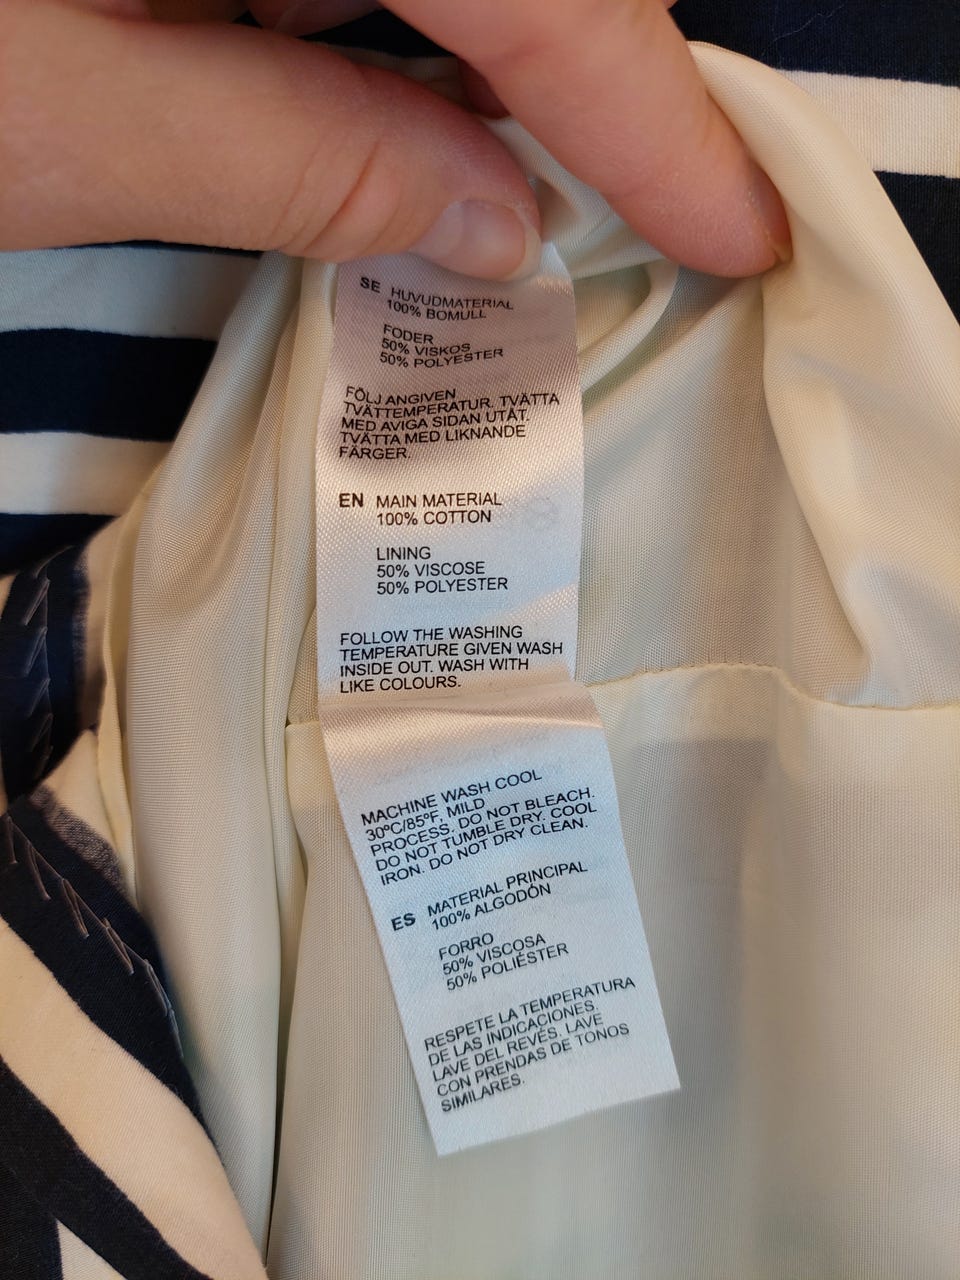 SE HUVUDMATERIAL
100% BOMULL
FODER
50% VISKOS
50% POLYESTER
FÖLJ ANGIVEN
TVÄTTEMPERATUR. TVÄTTA
MED AVIGA SIDAN UTÅT.
TVÄTTA MED LIKNANDE
FÄRGER.
EN MAIN MATERIAL
100% COTTON
LINING
50% VISCOSE
50% POLYESTER
FOLLOW THE WASHING
TEMPERATURE GIVEN WASH
INSIDE OUT. WASH WITH
LIKE COLOURS.
MACHINE WASH COOL
30ºC/85ºF, MILD
PROCESS. DO NOT BLEACH.
DO NOT TUMBLE DRY. COOL
IRON. DO NOT DRY CLEAN.
ES MATERIAL PRINCIPAL
100% ALGODÓN
FORRO
50% VISCOSA
50% POLIÉSTER
RESPETE LA TEMPERATURA
DE LAS INDICACIONES.
LAVE DEL REVÉS. LAVE
CON PRENDAS DE TONOS
SIMILARES.